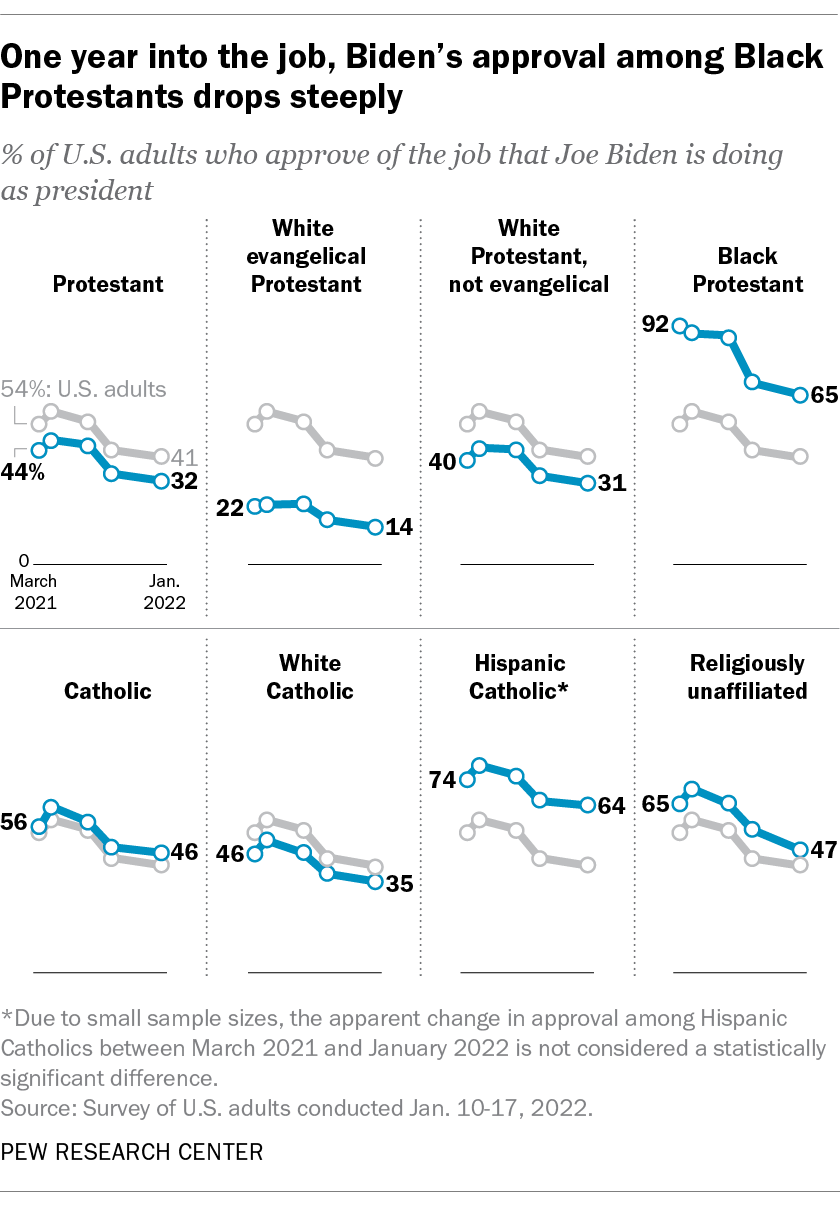 One year into the job, Biden’s approval among Black
Protestants drops steeply
% of U.S. adults who approve of the job that Joe Biden is doing
as president
Protestant
54%: U.S. adults
44%
41
32
0
March
2021
Jan.
2022
White
evangelical
Protestant
22
14
White
Protestant,
not evangelical
40
31
Black
Protestant
92
65
Catholic
56
46
White
Catholic
46
35
Hispanic
Catholic*
74
64
Religiously
unaffiliated
65
47
*Due to small sample sizes, the apparent change in approval among Hispanic
Catholics between March 2021 and January 2022 is not considered a statistically
significant difference.
Source: Survey of U.S. adults conducted Jan. 10-17, 2022.
PEW RESEARCH CENTER